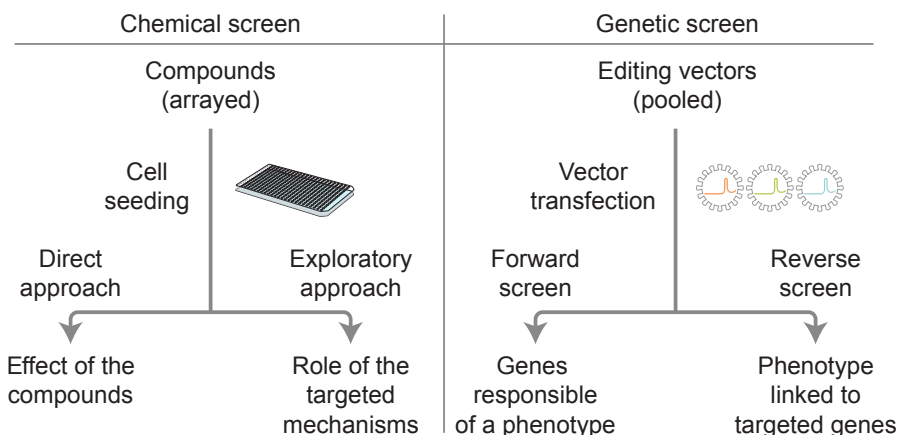 Chemical screen
Compounds
(arrayed)
Cell
seeding
Direct
approach
Exploratory
approach
Effect of the
compounds
Role of the
targeted
mechanisms
Genetic screen
Editing vectors
(pooled)
Vector
transfection
Forward
screen
Reverse
screen
Genes
responsible
of a phenotype
Phenotype
linked to
targeted genes